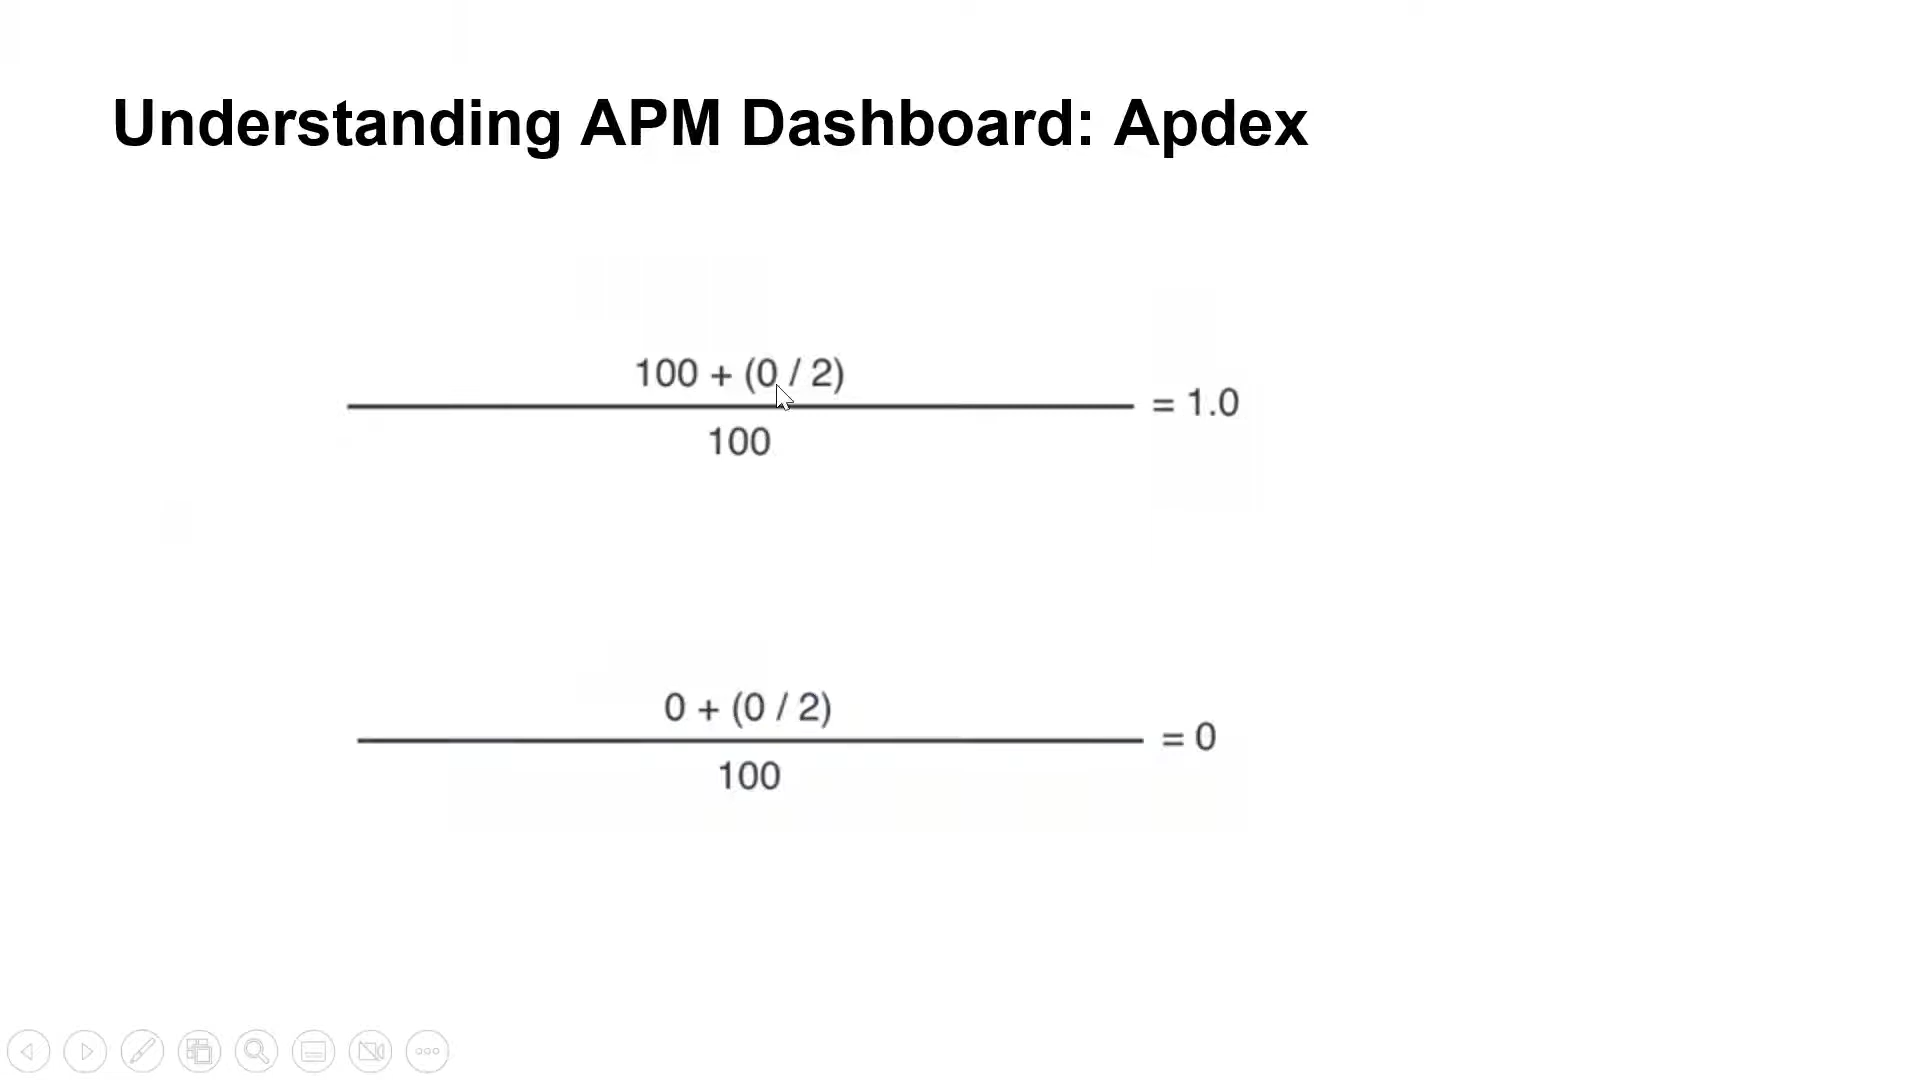 Understanding APM Dashboard: Apdex
100 + (0 / 2)
= 1.0
100
0 + (0 / 2)
= 0
100